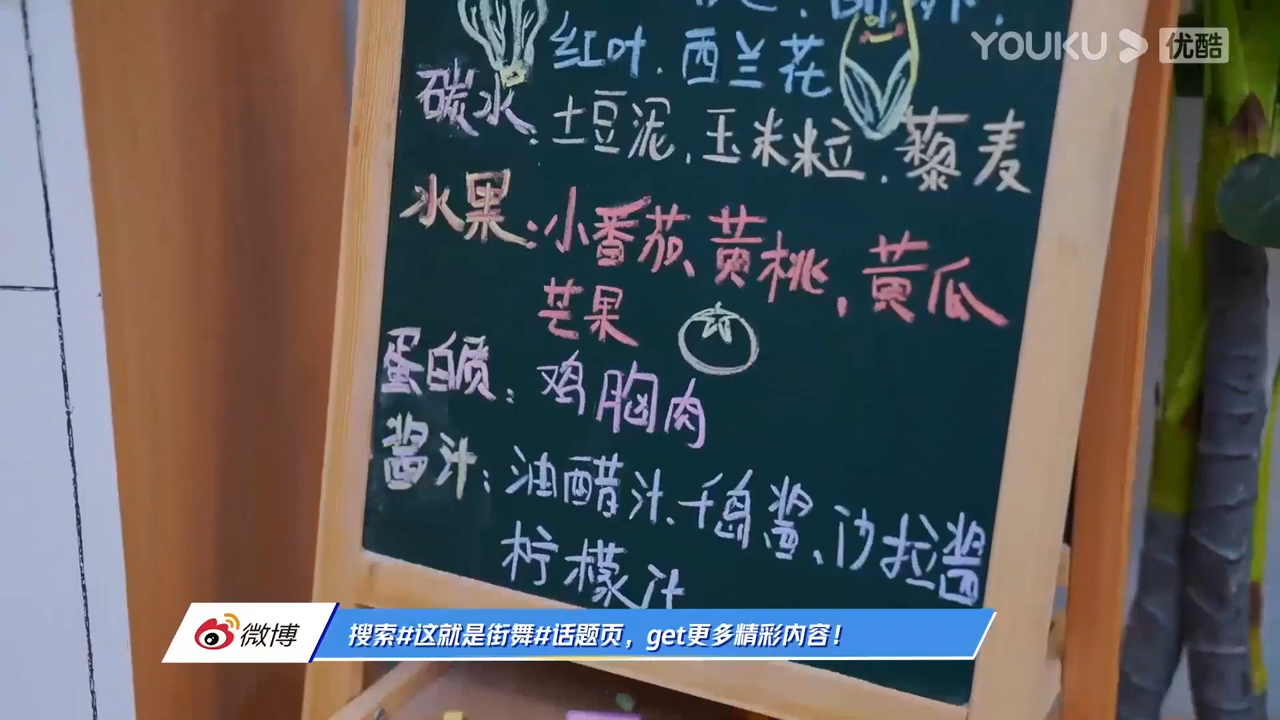 YOUKU 优酷
红叶.西兰花
碳水:土豆泥,玉米粒.藜麦
水果:小番茄、黄桃,黄瓜
芒果
蛋白质:鸡胸肉
酱汁:油醋汁、千岛酱、沙拉酱
柠檬汁
微博 搜索#这就是街舞#话题页,get更多精彩内容!